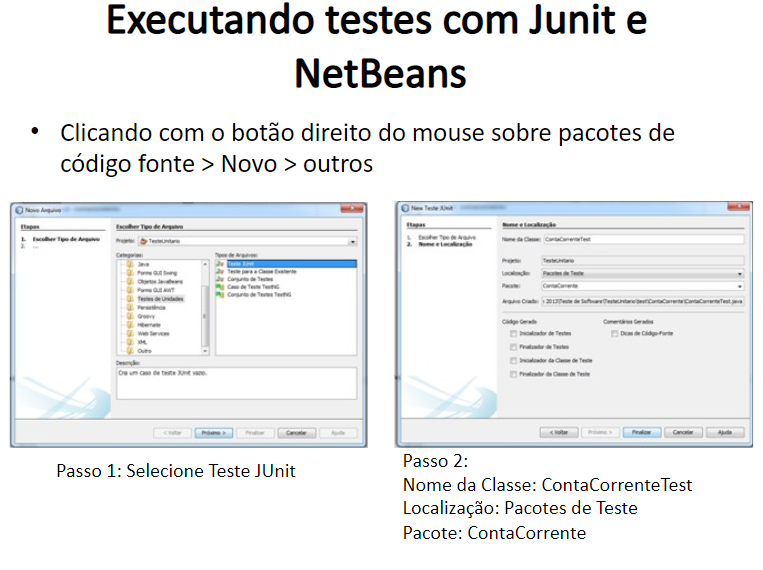 Executando testes com Junit e
NetBeans
• Clicando com o botão direito do mouse sobre pacotes de
código fonte > Novo > outros
Novo Arquivo
Etapas
1. Escolher Tipo de Arquivo
2. ...
Escolher Tipo de Arquivo
Projeto: TesteUnitario
Categorias:
Java
Forms GUI Swing
Objetos JavaBeans
Forms GUI AWT
Testes de Unidades
Persistência
Groovy
Hibernate
Web Services
XML
Outro
Tipos de Arquivos:
Teste JUnit
Teste para a Classe Existente
Conjunto de Testes
Caso de Teste TestNG
Conjunto de Testes TestNG
Descrição:
Cria um caso de teste JUnit vazio.
< Voltar Próximo > Finalizar Cancelar Ajuda
New Teste JUnit
Etapas
1. Escolher Tipo de Arquivo
2. Nome e Localização
Nome e Localização
Nome da Classe: ContaCorrenteTest
Projeto: TesteUnitario
Localização: Pacotes de Teste
Pacote: ContaCorrente
Arquivo Criado: 2013\Teste de Software\TesteUnitario\test\ContaCorrente\ContaCorrenteTest.java
Código Gerado
Inicializador de Testes
Finalizador de Testes
Inicializador da Classe de Teste
Finalizador da Classe de Teste
Comentários Gerados
Dicas de Código-Fonte
< Voltar Próximo > Finalizar Cancelar Ajuda
Passo 1: Selecione Teste JUnit
Passo 2:
Nome da Classe: ContaCorrenteTest
Localização: Pacotes de Teste
Pacote: ContaCorrente